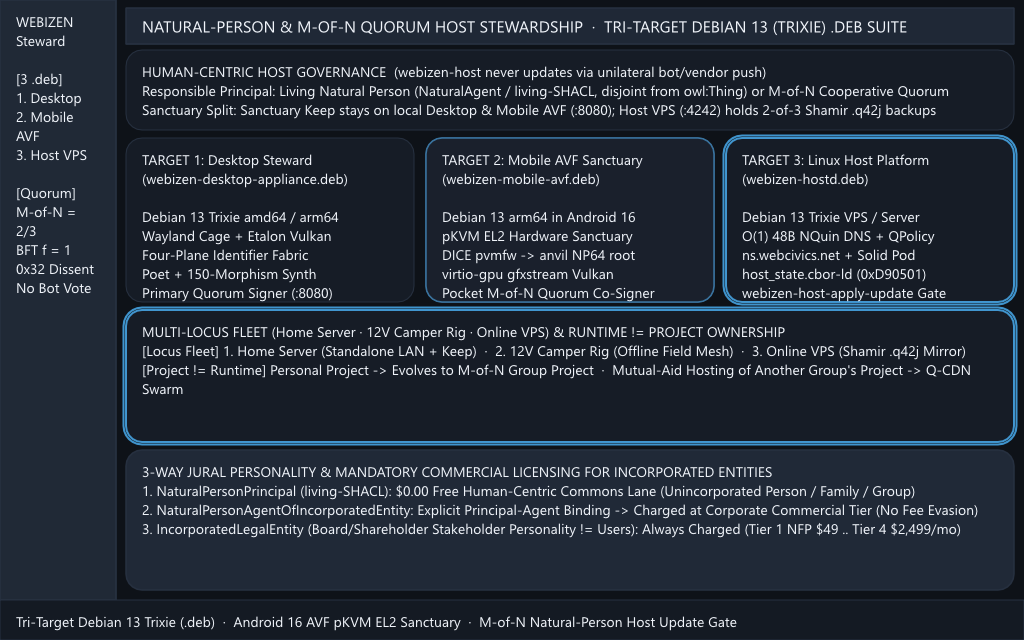 WEBIZEN
Steward
[3 .deb]
1. Desktop
2. Mobile
AVF
3. Host VPS
[Quorum]
M-of-N =
2/3
BFT f = 1
0x32 Dissent
No Bot Vote
NATURAL-PERSON & M-OF-N QUORUM HOST STEWARDSHIP · TRI-TARGET DEBIAN 13 (TRIXIE) .DEB SUITE
HUMAN-CENTRIC HOST GOVERNANCE (webizen-host never updates via unilateral bot/vendor push)
Responsible Principal: Living Natural Person (NaturalAgent / living-SHACL, disjoint from owl:Thing) or M-of-N Cooperative Quorum
Sanctuary Split: Sanctuary Keep stays on local Desktop & Mobile AVF (:8080); Host VPS (:4242) holds 2-of-3 Shamir .q42j backups
TARGET 1: Desktop Steward
(webizen-desktop-appliance.deb)
Debian 13 Trixie amd64 / arm64
Wayland Cage + Etalon Vulkan
Four-Plane Identifier Fabric
Poet + 150-Morphism Synth
Primary Quorum Signer (:8080)
TARGET 2: Mobile AVF Sanctuary
(webizen-mobile-avf.deb)
Debian 13 arm64 in Android 16
pKVM EL2 Hardware Sanctuary
DICE pvmfw -> anvil NP64 root
virtio-gpu gfxstream Vulkan
Pocket M-of-N Quorum Co-Signer
TARGET 3: Linux Host Platform
(webizen-hostd.deb)
Debian 13 Trixie VPS / Server
O(1) 48B NQuin DNS + QPolicy
ns.webcivics.net + Solid Pod
host_state.cbor-ld (0xD90501)
webizen-host-apply-update Gate
MULTI-LOCUS FLEET (Home Server · 12V Camper Rig · Online VPS) & RUNTIME != PROJECT OWNERSHIP
[Locus Fleet] 1. Home Server (Standalone LAN + Keep) · 2. 12V Camper Rig (Offline Field Mesh) · 3. Online VPS (Shamir .q42j Mirror)
[Project != Runtime] Personal Project -> Evolves to M-of-N Group Project · Mutual-Aid Hosting of Another Group's Project -> Q-CDN
Swarm
3-WAY JURAL PERSONALITY & MANDATORY COMMERCIAL LICENSING FOR INCORPORATED ENTITIES
1. NaturalPersonPrincipal (living-SHACL): $0.00 Free Human-Centric Commons Lane (Unincorporated Person / Family / Group)
2. NaturalPersonAgentOfIncorporatedEntity: Explicit Principal-Agent Binding -> Charged at Corporate Commercial Tier (No Fee Evasion)
3. IncorporatedLegalEntity (Board/Shareholder Stakeholder Personality != Users): Always Charged (Tier 1 NFP $49 .. Tier 4 $2,499/mo)
Tri-Target Debian 13 Trixie (.deb) · Android 16 AVF pKVM EL2 Sanctuary · M-of-N Natural-Person Host Update Gate